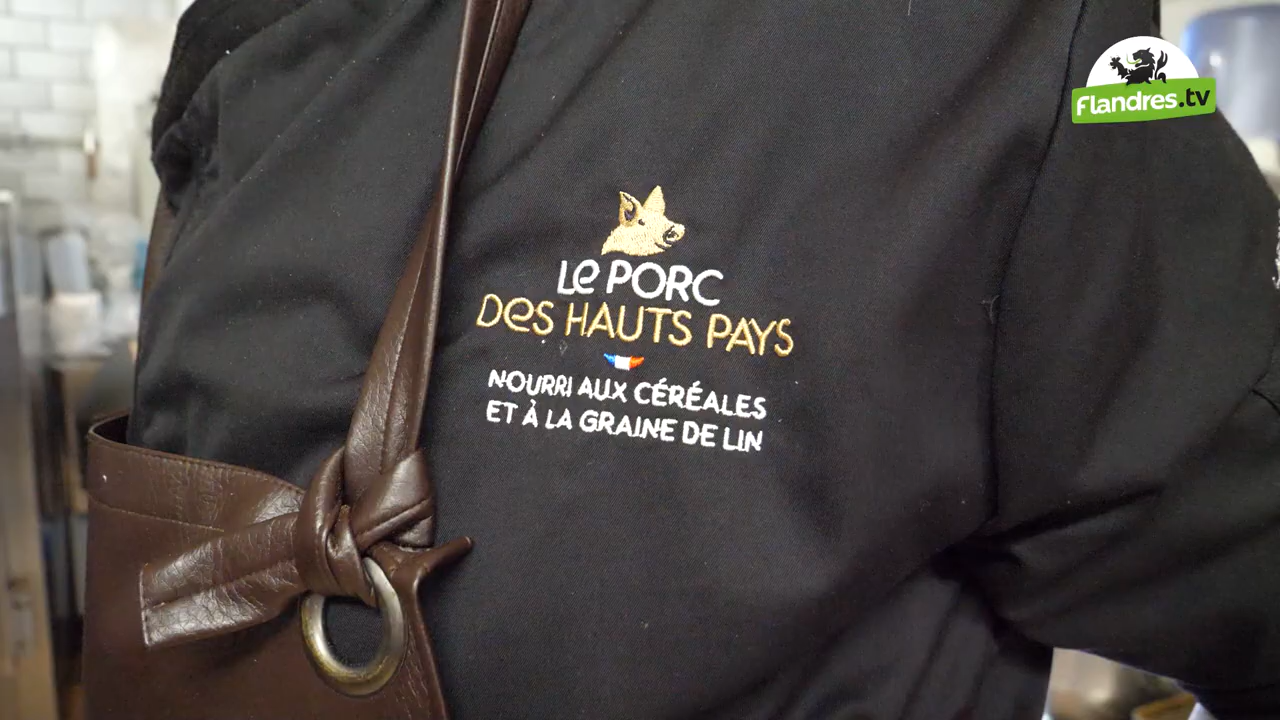 Flandres.tv
Le PORC
Des HAUTS PAYS
NOURRI AUX CÉRÉALES
ET À LA GRAINE DE LIN